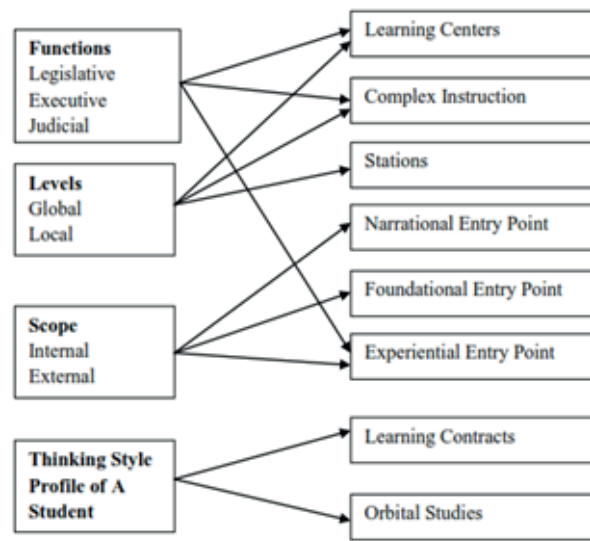 Functions
Legislative
Executive
Judicial
Levels
Global
Local
Scope
Internal
External
Thinking Style
Profile of A
Student
Learning Centers
Complex Instruction
Stations
Narrational Entry Point
Foundational Entry Point
Experiential Entry Point
Learning Contracts
Orbital Studies